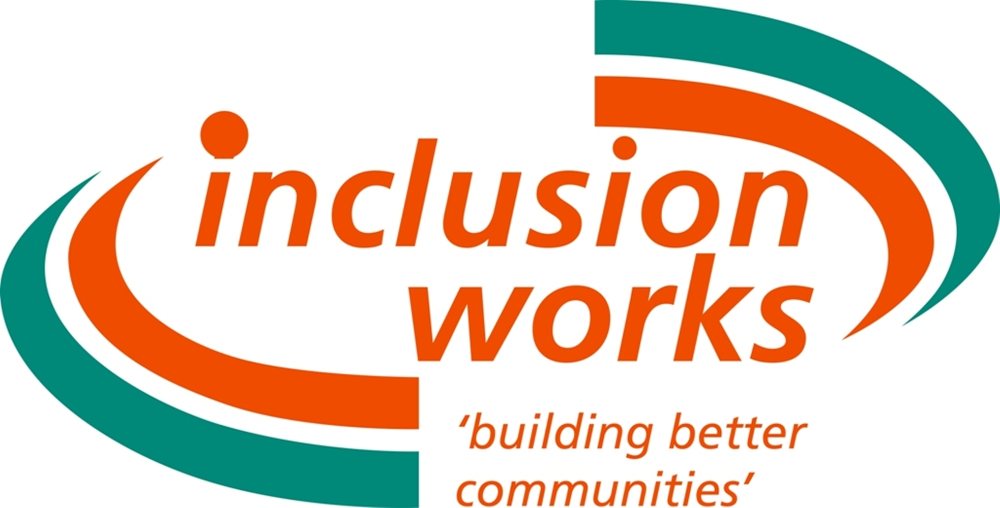 inclusion
works
‘building better
communities’